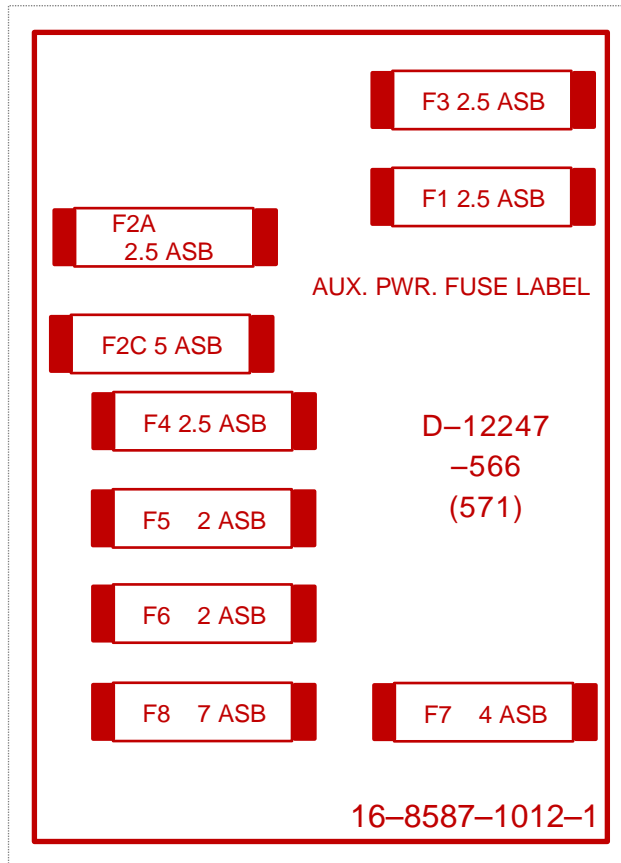 F3 2.5 ASB
F1 2.5 ASB
F2A
2.5 ASB
AUX. PWR. FUSE LABEL
F2C 5 ASB
F4 2.5 ASB
D–12247
–566
(571)
F5 2 ASB
F6 2 ASB
F8 7 ASB
F7 4 ASB
16–8587–1012–1